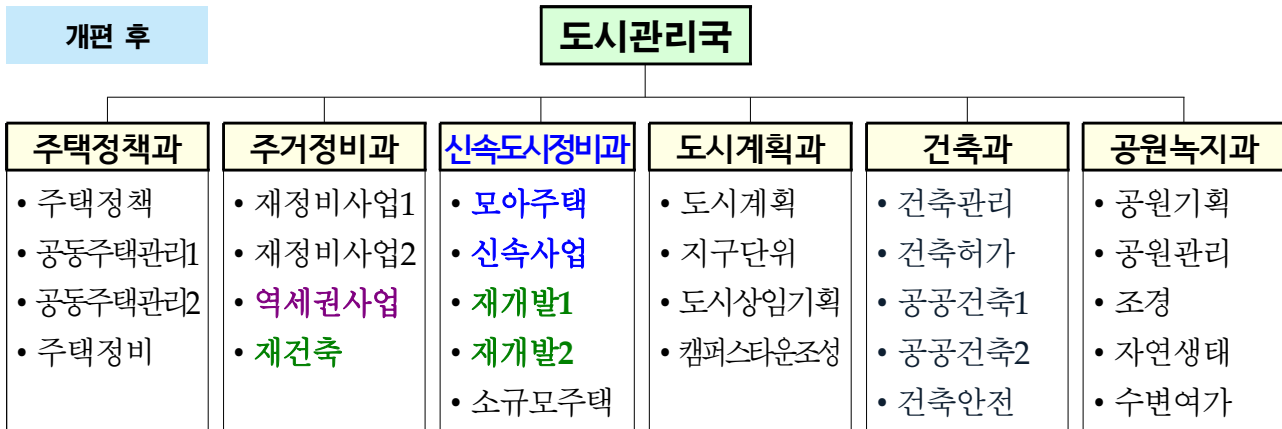 개편 후
도시관리국
주택정책과
• 주택정책
• 공동주택관리1
• 공동주택관리2
• 주택정비
주거정비과
• 재정비사업1
• 재정비사업2
• 역세권사업
• 재건축
신속도시정비과
• 모아주택
• 신속사업
• 재개발1
• 재개발2
• 소규모주택
도시계획과
• 도시계획
• 지구단위
• 도시상임기획
• 캠퍼스타운조성
건축과
• 건축관리
• 건축허가
• 공공건축1
• 공공건축2
• 건축안전
공원녹지과
• 공원기획
• 공원관리
• 조경
• 자연생태
• 수변여가